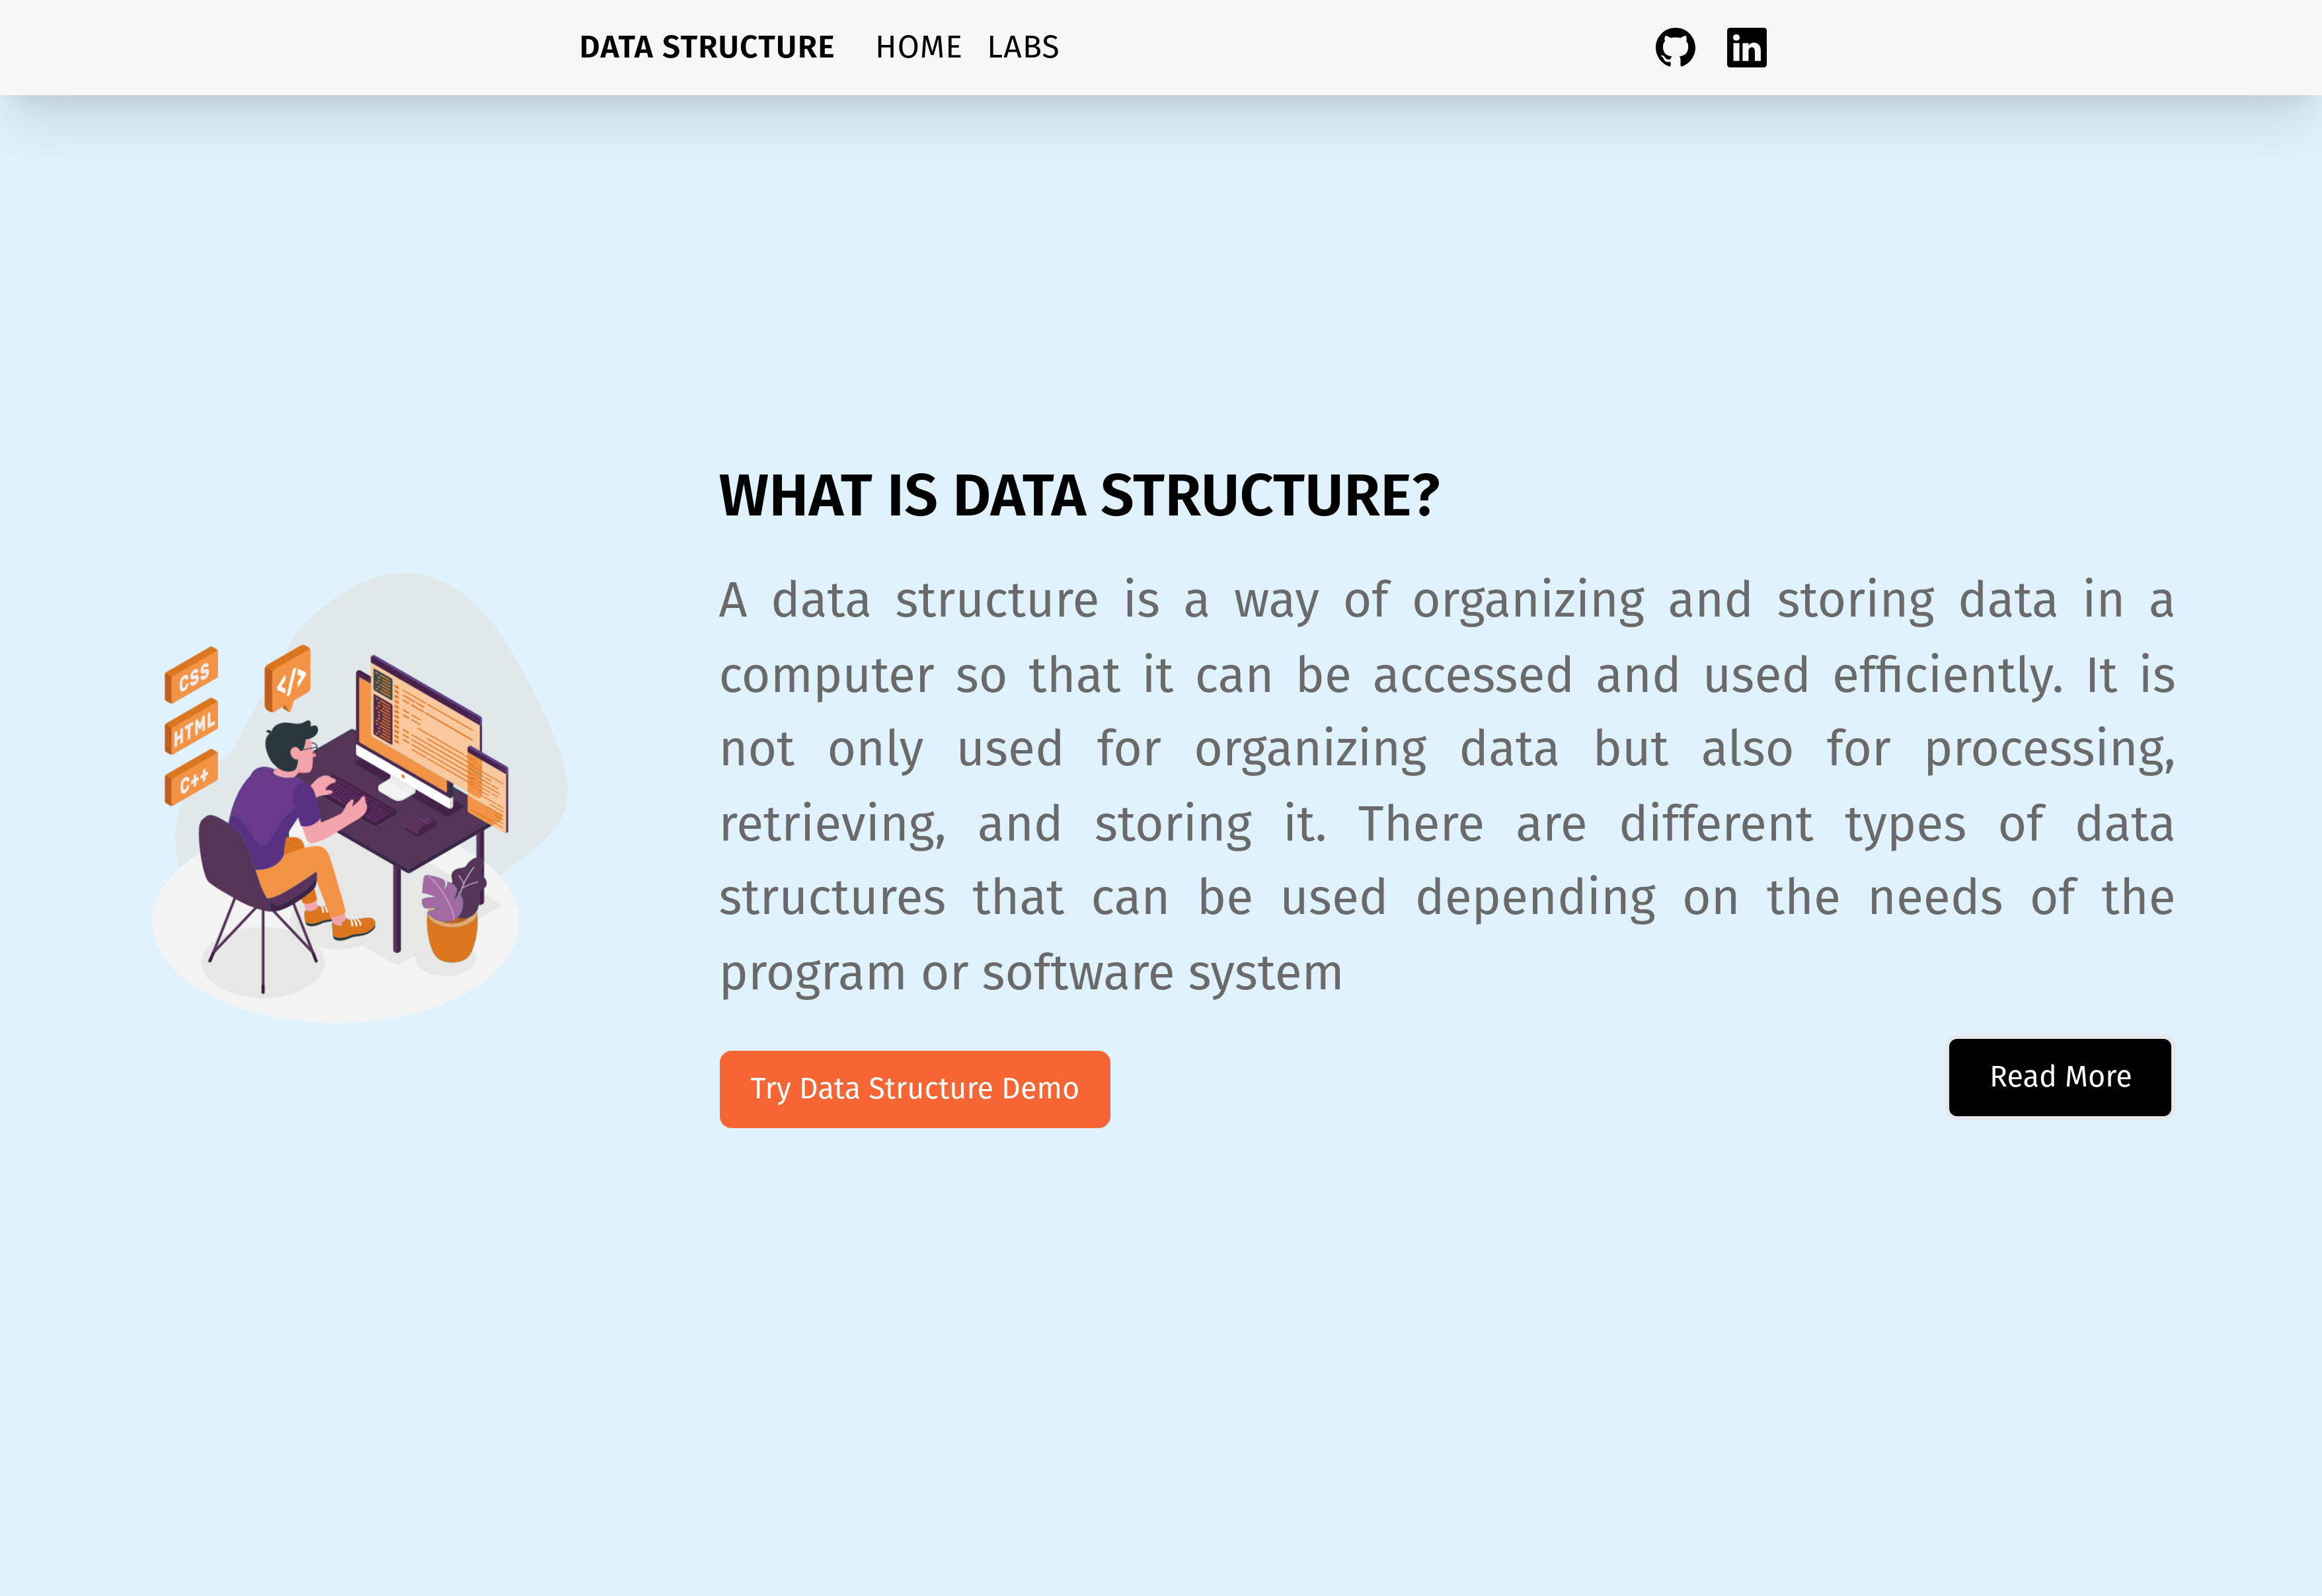 DATA STRUCTURE HOME LABS
in
WHAT IS DATA STRUCTURE?
A data structure is a way of organizing and storing data in a
computer so that it can be accessed and used efficiently. It is
not only used for organizing data but also for processing,
retrieving, and storing it. There are different types of data
structures that can be used depending on the needs of the
program or software system
CSS
</>
HTML
C++
Try Data Structure Demo
Read More